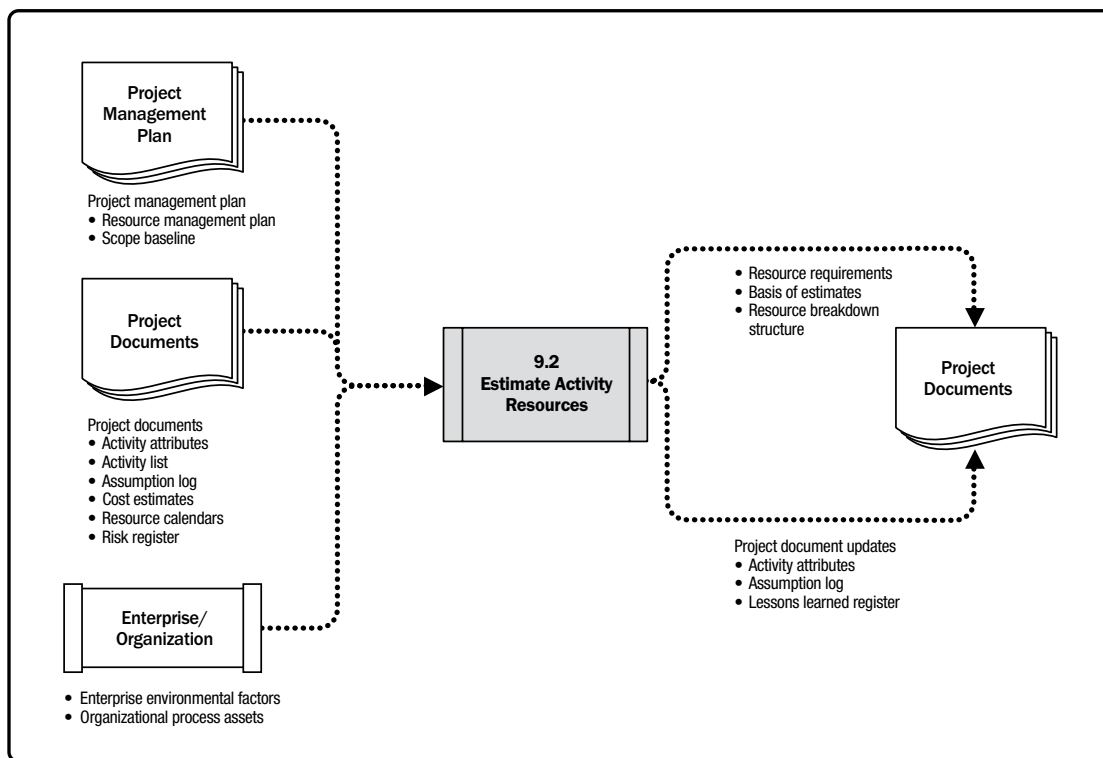 Project
Management
Plan
Project management plan
• Resource management plan
• Scope baseline
Project
Documents
Project documents
• Activity attributes
• Activity list
• Assumption log
• Cost estimates
• Resource calendars
• Risk register
Enterprise/
Organization
• Enterprise environmental factors
• Organizational process assets
9.2
Estimate Activity
Resources
• Resource requirements
• Basis of estimates
• Resource breakdown
structure
Project
Documents
Project document updates
• Activity attributes
• Assumption log
• Lessons learned register